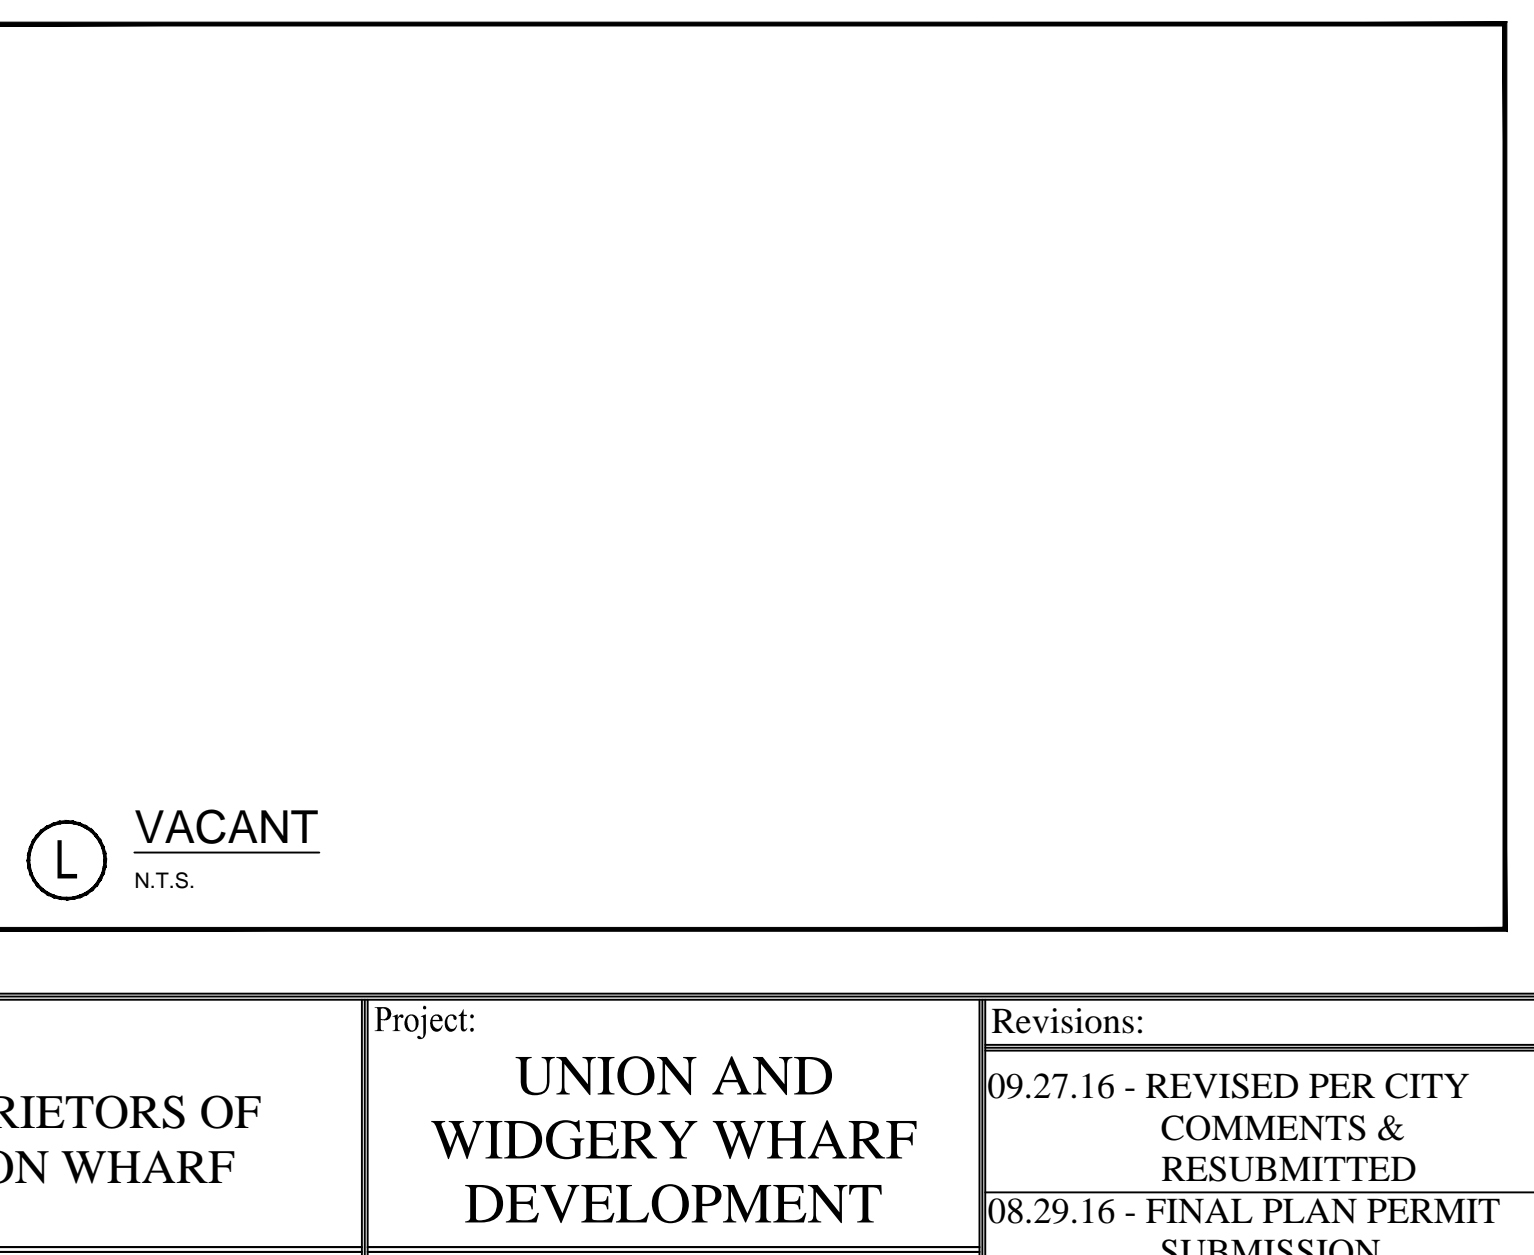 VACANT
L
N.T.S.
Project:
Revisions:
UNION AND
WIDGERY WHARF
DEVELOPMENT
RIETORS OF
ON WHARF
09.27.16 - REVISED PER CITY
COMMENTS &
RESUBMITTED
08.29.16 - FINAL PLAN PERMIT
SUBMISSION